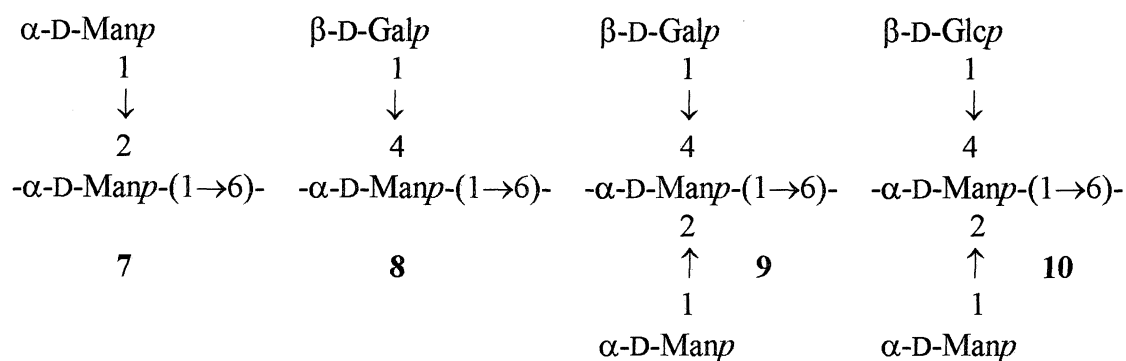 α-D-Manp β-D-Galp β-D-Galp β-D-Glcp
1 1 1 1
↓ ↓ ↓ ↓
2 4 4 4
-α-D-Manp-(1→6)- -α-D-Manp-(1→6)- -α-D-Manp-(1→6)- -α-D-Manp-(1→6)-
2 2
7 8 ↑ 9 ↑ 10
1 1
α-D-Manp α-D-Manp